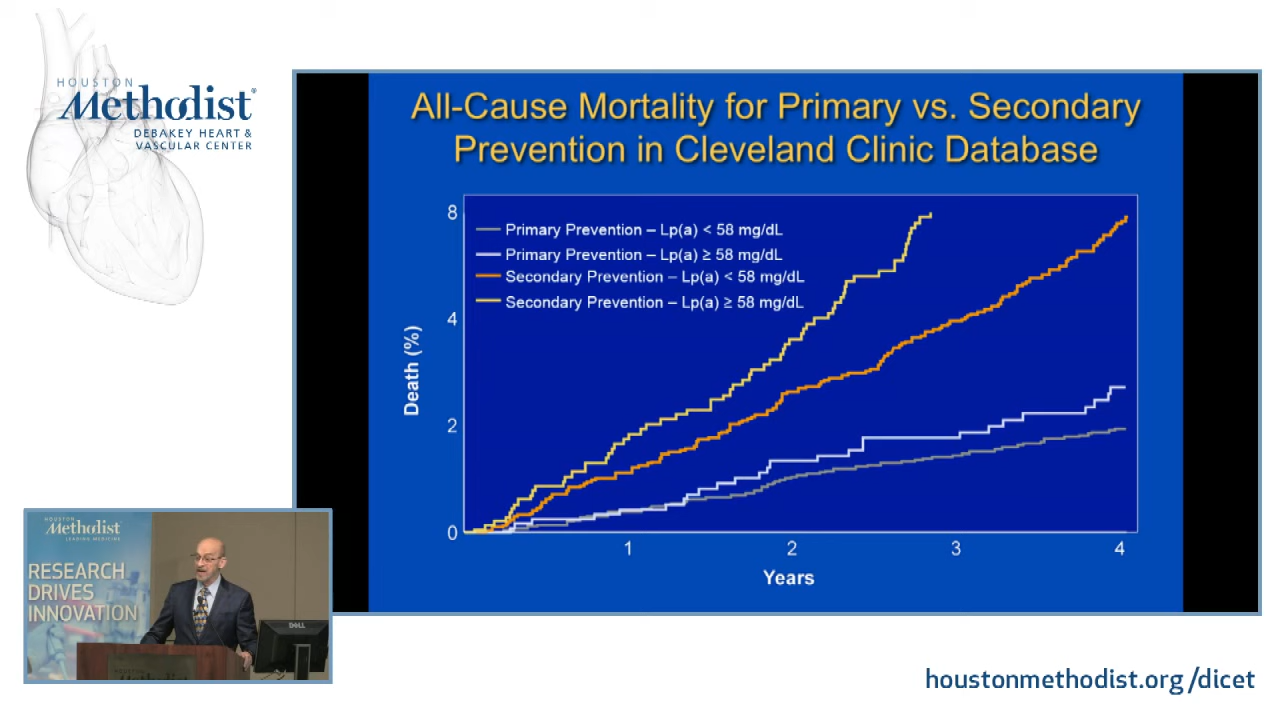 HOUSTON
Methodist®
DEBAKEY HEART &
VASCULAR CENTER
All-Cause Mortality for Primary vs. Secondary
Prevention in Cleveland Clinic Database
8
4
2
0
Death (%)
Primary Prevention – Lp(a) < 58 mg/dL
Primary Prevention – Lp(a) ≥ 58 mg/dL
Secondary Prevention – Lp(a) < 58 mg/dL
Secondary Prevention – Lp(a) ≥ 58 mg/dL
1 2 3 4
Years
HOUSTON
Methodist
LEADING MEDICINE
RESEARCH
DRIVES
INNOVATION
DELL
houstonmethodist.org/dicet